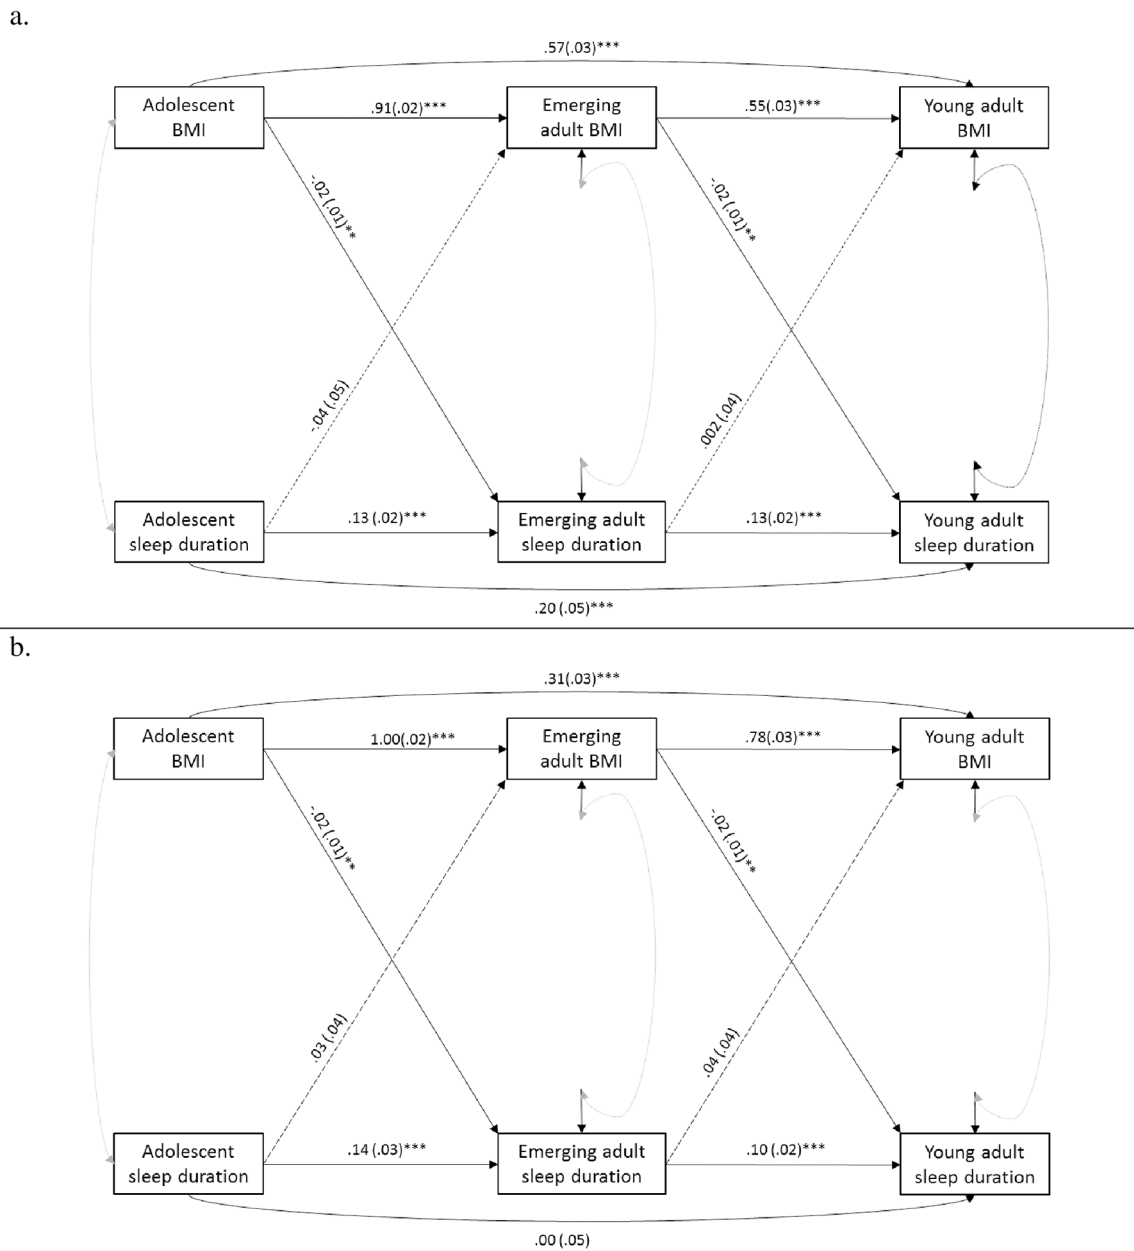 a.
.57(.03)***
Adolescent
BMI
.91(.02)***
Emerging
adult BMI
.55(.03)***
Young adult
BMI
-.02 (.01)**
-.02 (.01)**
-.04 (.05)
.002 (.04)
Adolescent
sleep duration
.13 (.02)***
Emerging adult
sleep duration
.13(.02)***
Young adult
sleep duration
.20 (.05)***
b.
.31(.03)***
Adolescent
BMI
1.00(.02)***
Emerging
adult BMI
.78(.03)***
Young adult
BMI
-.02 (.01)**
-.02 (.01)**
.03 (.04)
.04 (.04)
Adolescent
sleep duration
.14 (.03)***
Emerging adult
sleep duration
.10 (.02)***
Young adult
sleep duration
.00 (.05)